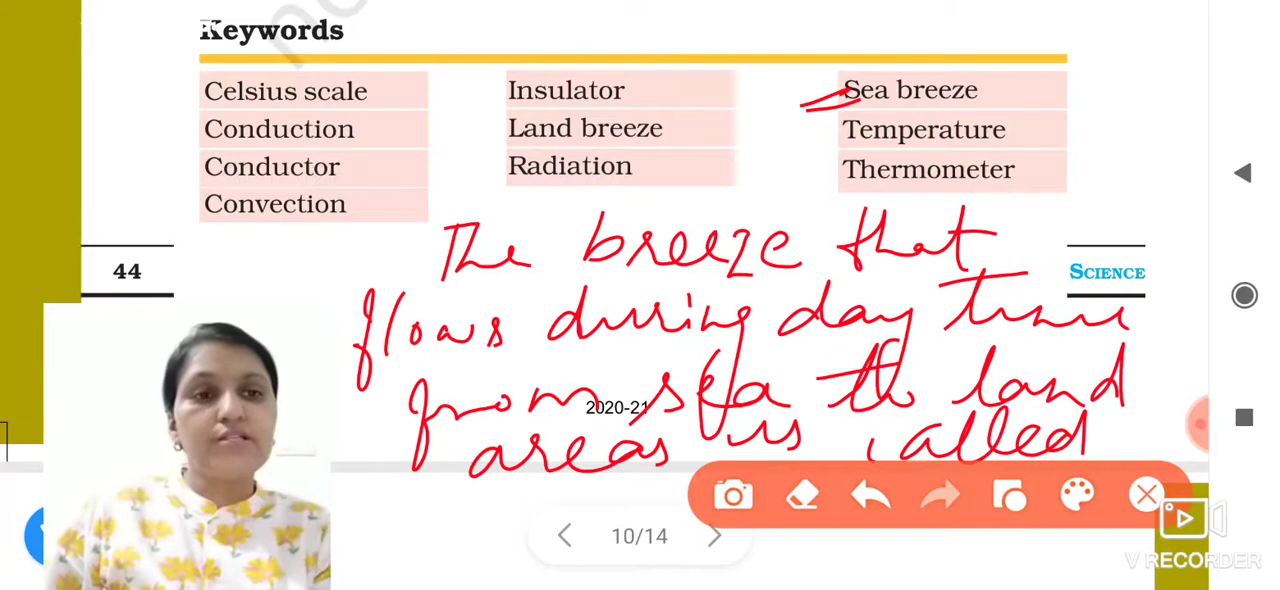 Keywords
Celsius scale
Conduction
Conductor
Convection
Insulator
Land breeze
Radiation
Sea breeze
Temperature
Thermometer
44
SCIENCE
The breeze that
flows during day time
from sea to land
areas is called
2020-21
10/14
V RECORDER